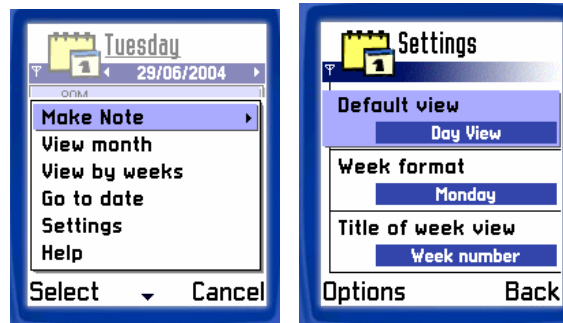 Tuesday
29/06/2004
Make Note
View month
View by weeks
Go to date
Settings
Help
Select Cancel
Settings
Default view
Day View
Week format
Monday
Title of week view
Week number
Options Back